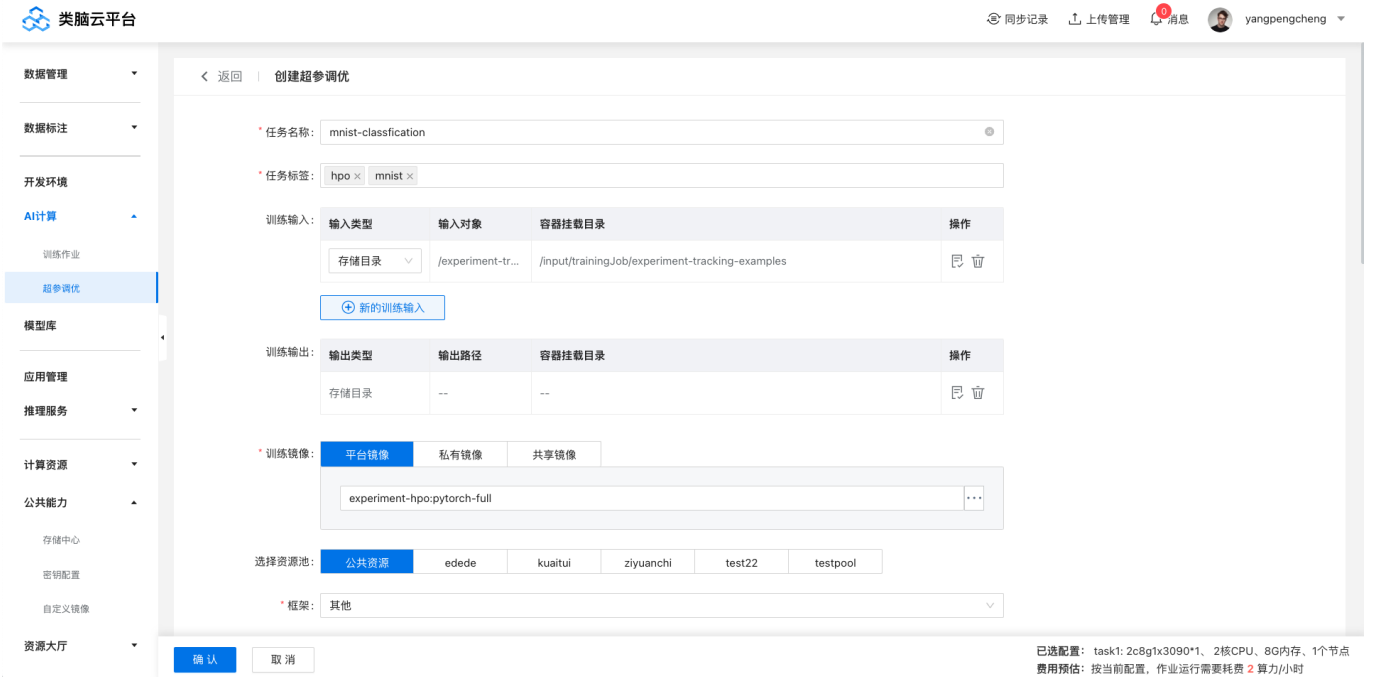 类脑云平台
同步记录 上传管理 0 消息 yangpengcheng
数据管理
数据标注
开发环境
AI计算
训练作业
超参调优
模型库
应用管理
推理服务
计算资源
公共能力
存储中心
密钥配置
自定义镜像
资源大厅
返回 | 创建超参调优
* 任务名称: mnist-classfication
* 任务标签: hpo × mnist ×
训练输入: 输入类型 输入对象 容器挂载目录 操作
存储目录 /experiment-tr... /input/trainingJob/experiment-tracking-examples
新的训练输入
训练输出: 输出类型 输出路径 容器挂载目录 操作
存储目录 -- --
* 训练镜像: 平台镜像 私有镜像 共享镜像
experiment-hpo:pytorch-full ...
选择资源池: 公共资源 edede kuaitui ziyuanchi test22 testpool
* 框架: 其他
确认 取消
已选配置: task1: 2c8g1x3090*1、 2核CPU、8G内存、1个节点
费用预估: 按当前配置，作业运行需要耗费 2 算力/小时